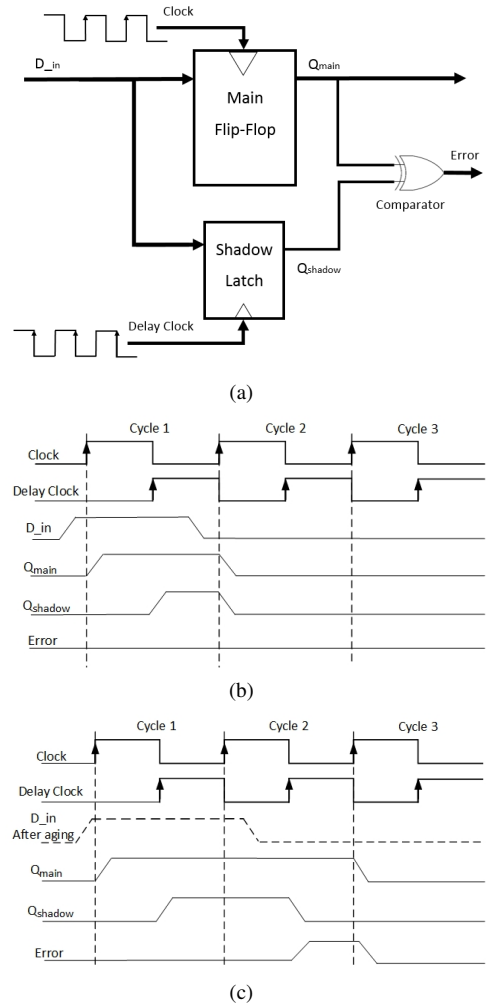 Clock
D_in
Main
Flip-Flop
Qmain
Error
Comparator
Shadow
Latch
Qshadow
Delay Clock
(a)
Cycle 1 Cycle 2 Cycle 3
Clock
Delay Clock
D_in
Qmain
Qshadow
Error
(b)
Cycle 1 Cycle 2 Cycle 3
Clock
Delay Clock
D_in
After aging
Qmain
Qshadow
Error
(c)